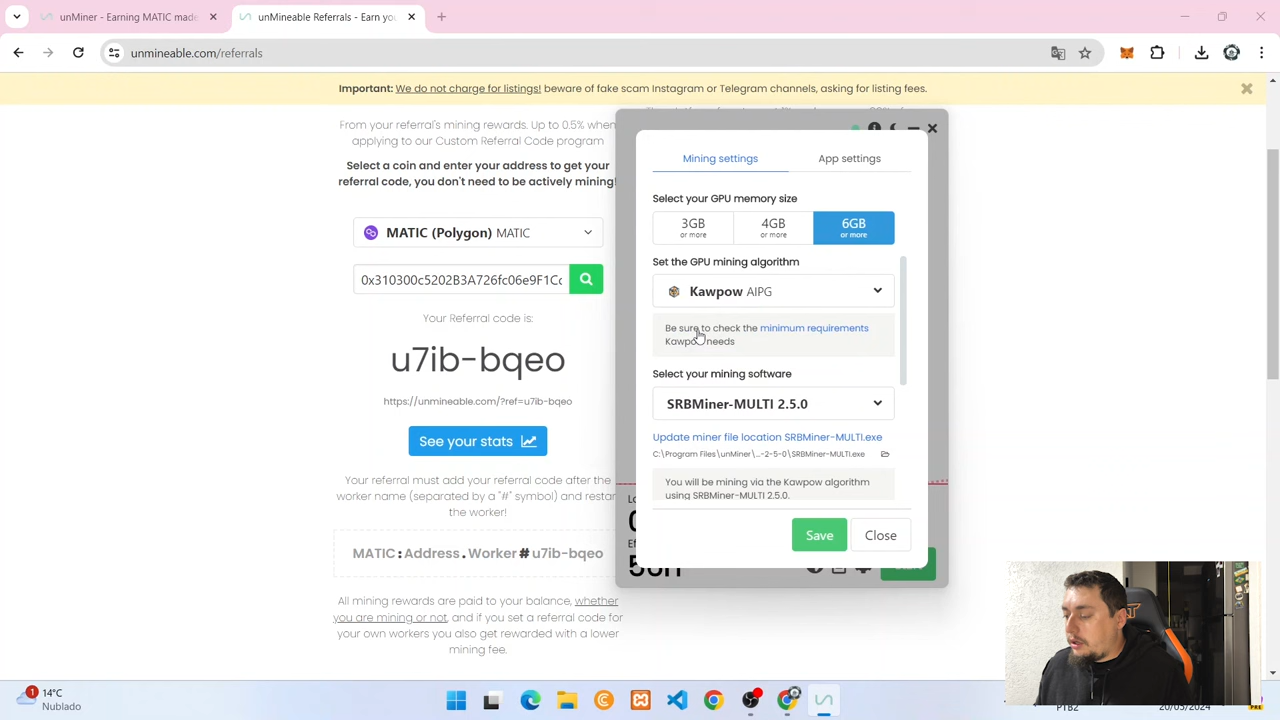 unMiner - Earning MATIC made
unMineable Referrals - Earn yo
unmineable.com/referrals
Important: We do not charge for listings! beware of fake scam Instagram or Telegram channels, asking for listing fees.
From your referral's mining rewards. Up to 0.5% when
applying to our Custom Referral Code program
Select a coin and enter your address to get your
referral code, you don't need to be actively mining!
MATIC (Polygon) MATIC
0x310300c5202B3A726fc06e9F1Cc
Your Referral code is:
u7ib-bqeo
https://unmineable.com/?ref=u7ib-bqeo
See your stats
Your referral must add your referral code after the
worker name (separated by a "#" symbol) and restar
the worker!
MATIC:Address.Worker#u7ib-bqeo
All mining rewards are paid to your balance, whether
you are mining or not, and if you set a referral code for
your own workers you also get rewarded with a lower
mining fee.
Mining settings
App settings
Select your GPU memory size
3GB
or more
4GB
or more
6GB
or more
Set the GPU mining algorithm
Kawpow AIPG
Be sure to check the minimum requirements
Kawpow needs
Select your mining software
SRBMiner-MULTI 2.5.0
Update miner file location SRBMiner-MULTI.exe
C:\Program Files\unMiner\...-2-5-0\SRBMiner-MULTI.exe
You will be mining via the Kawpow algorithm
using SRBMiner-MULTI 2.5.0.
Save
Close
1
14°C
Nublado
PTB2
20/05/2024